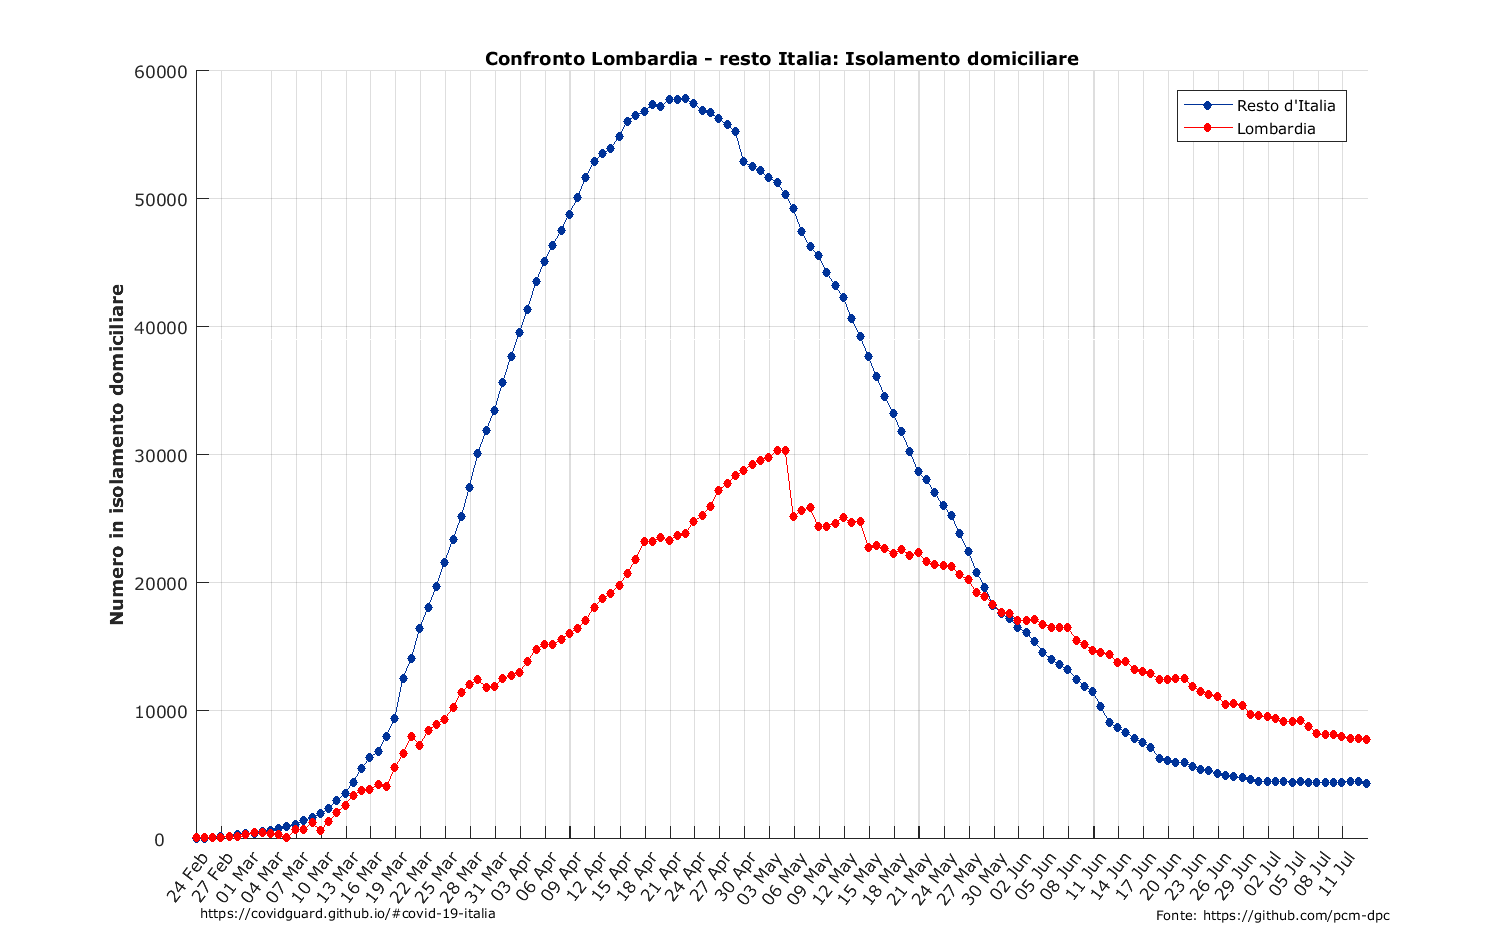 Confronto Lombardia - resto Italia: Isolamento domiciliare
Numero in isolamento domiciliare
60000
50000
40000
30000
20000
10000
0
Resto d'Italia
Lombardia
24 Feb
27 Feb
01 Mar
04 Mar
07 Mar
10 Mar
13 Mar
16 Mar
19 Mar
22 Mar
25 Mar
28 Mar
31 Mar
03 Apr
06 Apr
09 Apr
12 Apr
15 Apr
18 Apr
21 Apr
24 Apr
27 Apr
30 Apr
03 May
06 May
09 May
12 May
15 May
18 May
21 May
24 May
27 May
30 May
02 Jun
05 Jun
08 Jun
11 Jun
14 Jun
17 Jun
20 Jun
23 Jun
26 Jun
29 Jun
02 Jul
05 Jul
08 Jul
11 Jul
https://covidguard.github.io/#covid-19-italia
Fonte: https://github.com/pcm-dpc